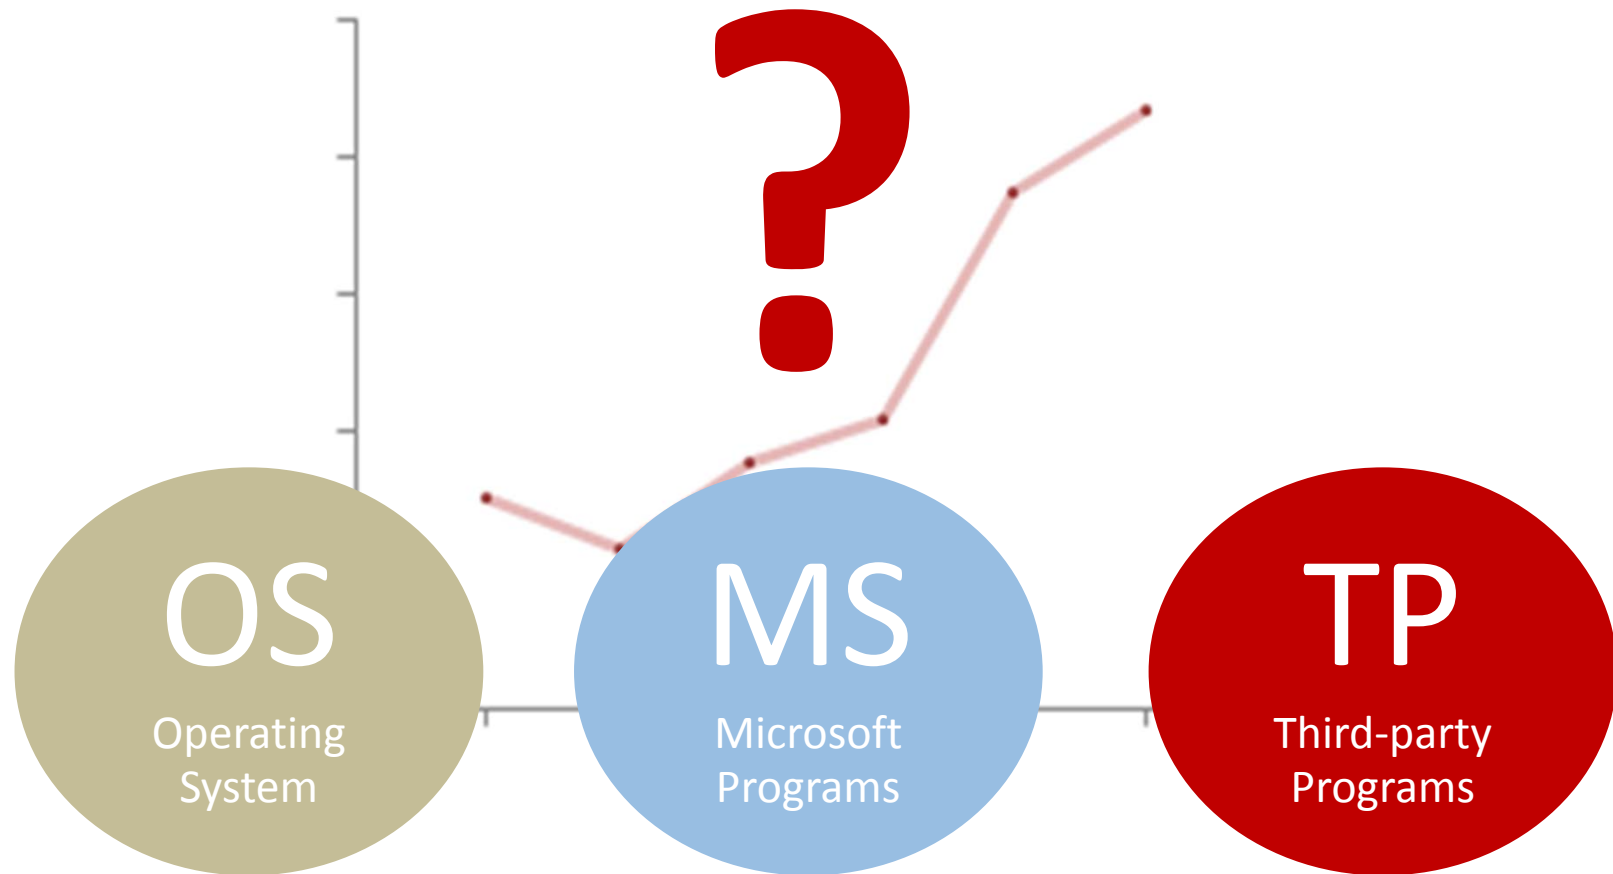 ?
OS
Operating
System
MS
Microsoft
Programs
TP
Third-party
Programs